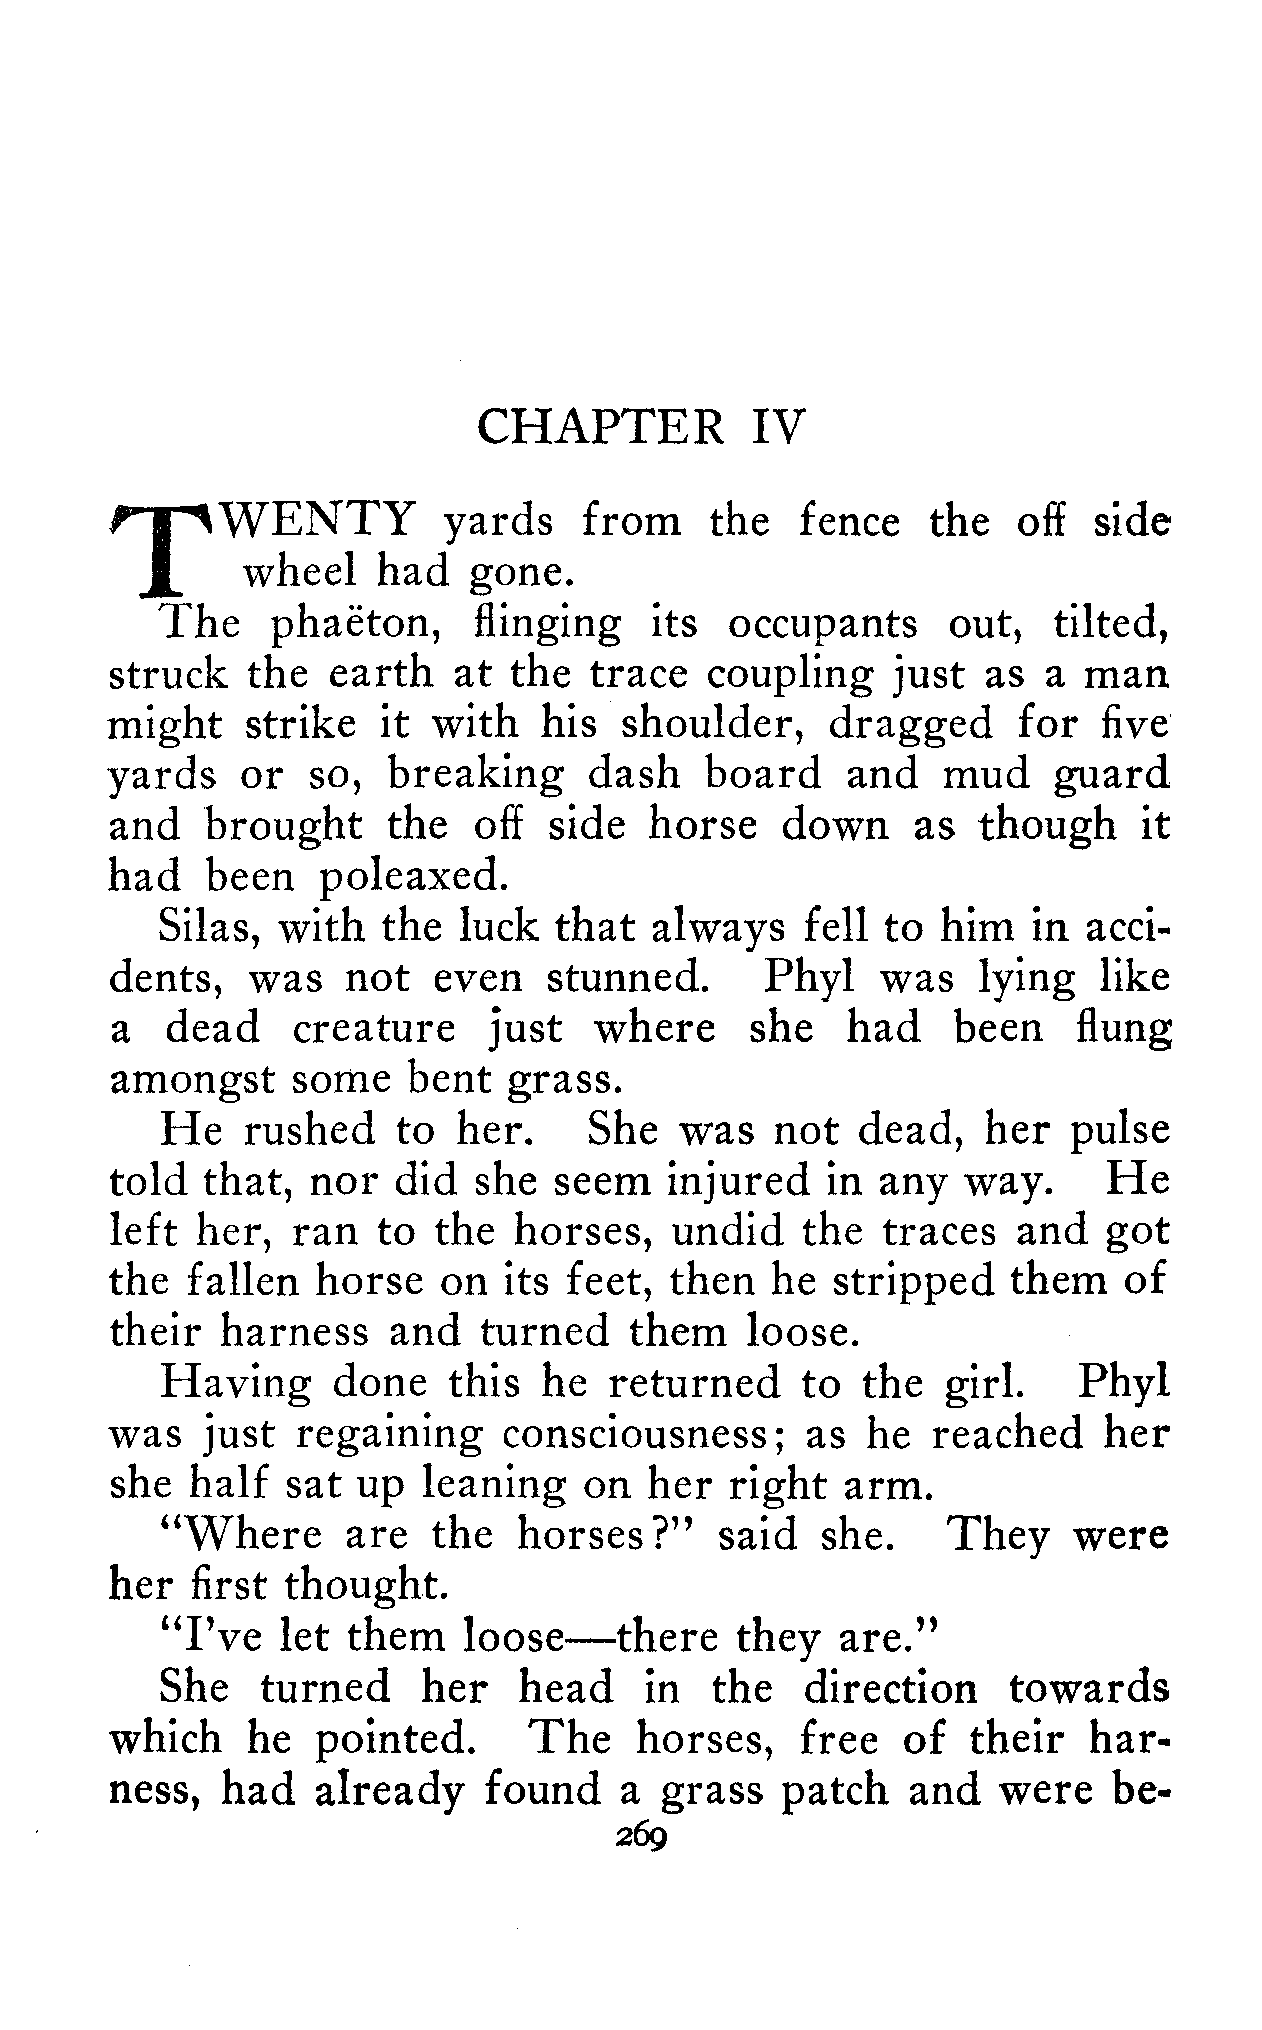 CHAPTER IV
TWENTY yards from the fence the off side
wheel had gone.
The phaëton, flinging its occupants out, tilted,
struck the earth at the trace coupling just as a man
might strike it with his shoulder, dragged for five
yards or so, breaking dash board and mud guard
and brought the off side horse down as though it
had been poleaxed.
Silas, with the luck that always fell to him in acci-
dents, was not even stunned. Phyl was lying like
a dead creature just where she had been flung
amongst some bent grass.
He rushed to her. She was not dead, her pulse
told that, nor did she seem injured in any way. He
left her, ran to the horses, undid the traces and got
the fallen horse on its feet, then he stripped them of
their harness and turned them loose.
Having done this he returned to the girl. Phyl
was just regaining consciousness; as he reached her
she half sat up leaning on her right arm.
"Where are the horses?" said she. They were
her first thought.
"I've let them loose—there they are."
She turned her head in the direction towards
which he pointed. The horses, free of their har-
ness, had already found a grass patch and were be-
269